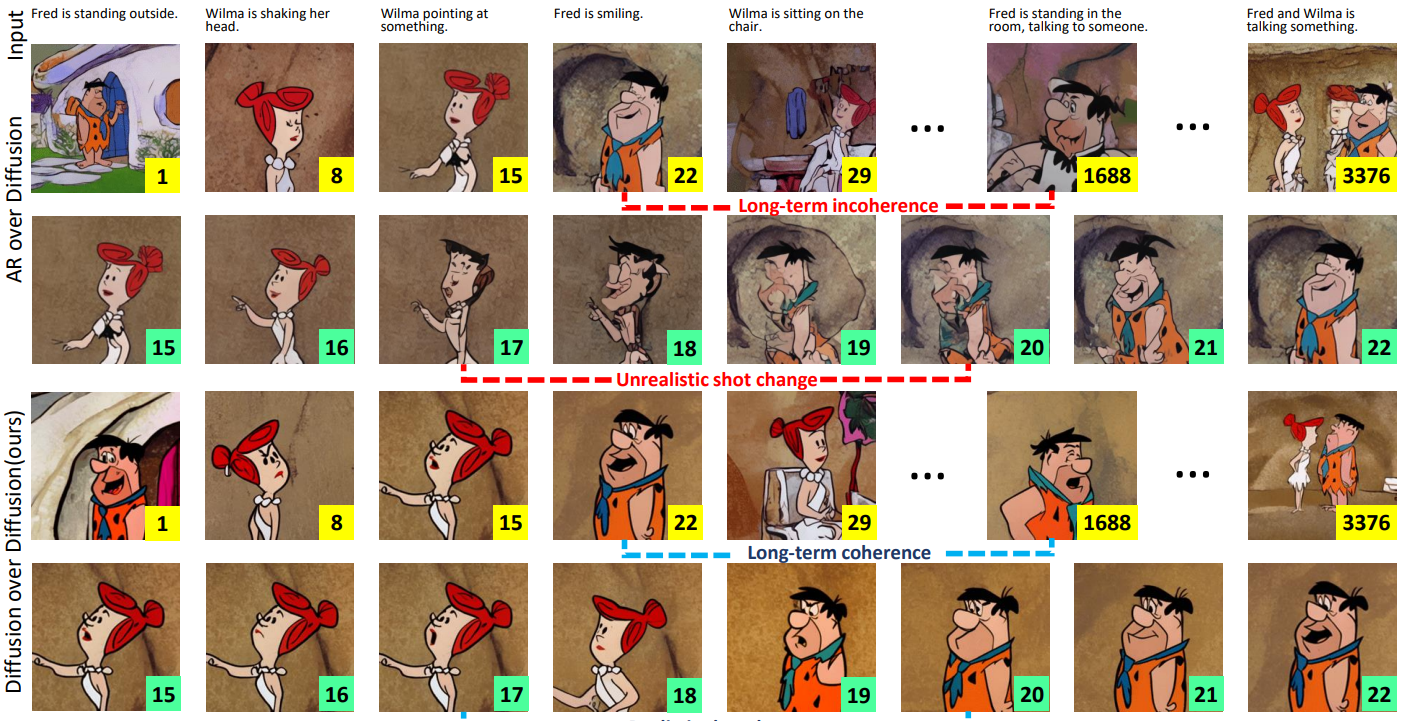 Input
Fred is standing outside.
Wilma is shaking her
head.
Wilma pointing at
something.
Fred is smiling.
Wilma is sitting on the
chair.
Fred is standing in the
room, talking to someone.
Fred and Wilma is
talking something.
AR over Diffusion
1
8
15
22
29
...
1688
...
3376
Long-term incoherence
15
16
17
18
19
20
21
22
Unrealistic shot change
Diffusion over Diffusion(ours)
1
8
15
22
29
...
1688
...
3376
Long-term coherence
15
16
17
18
19
20
21
22